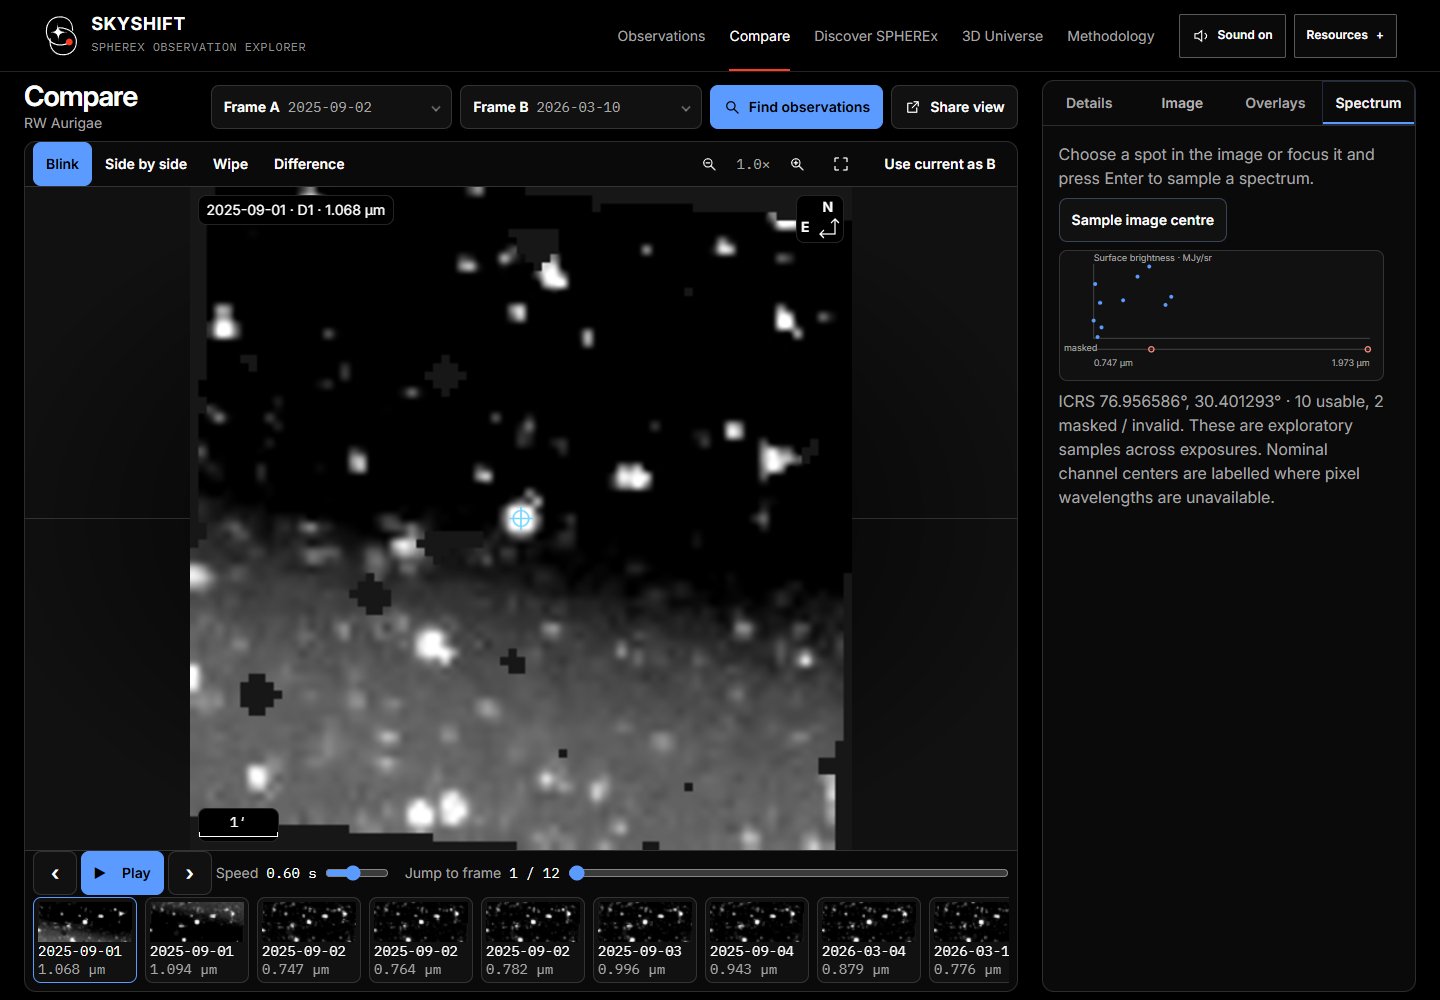 SKYSHIFT
SPHEREX OBSERVATION EXPLORER
Observations
Compare
Discover SPHEREx
3D Universe
Methodology
Sound on
Resources +
Compare
RW Aurigae
Frame A 2025-09-02
Frame B 2026-03-10
Find observations
Share view
Details
Image
Overlays
Spectrum
Blink
Side by side
Wipe
Difference
1.0×
Use current as B
2025-09-01 · D1 · 1.068 µm
N
E
1′
Choose a spot in the image or focus it and
press Enter to sample a spectrum.
Sample image centre
Surface brightness · MJy/sr
masked
0.747 µm
1.973 µm
ICRS 76.956586°, 30.401293° · 10 usable, 2
masked / invalid. These are exploratory
samples across exposures. Nominal
channel centers are labelled where pixel
wavelengths are unavailable.
‹
Play
›
Speed 0.60 s
Jump to frame 1 / 12
2025-09-01
1.068 µm
2025-09-01
1.094 µm
2025-09-02
0.747 µm
2025-09-02
0.764 µm
2025-09-02
0.782 µm
2025-09-03
0.996 µm
2025-09-04
0.943 µm
2026-03-04
0.879 µm
2026-03-1
0.776 µm